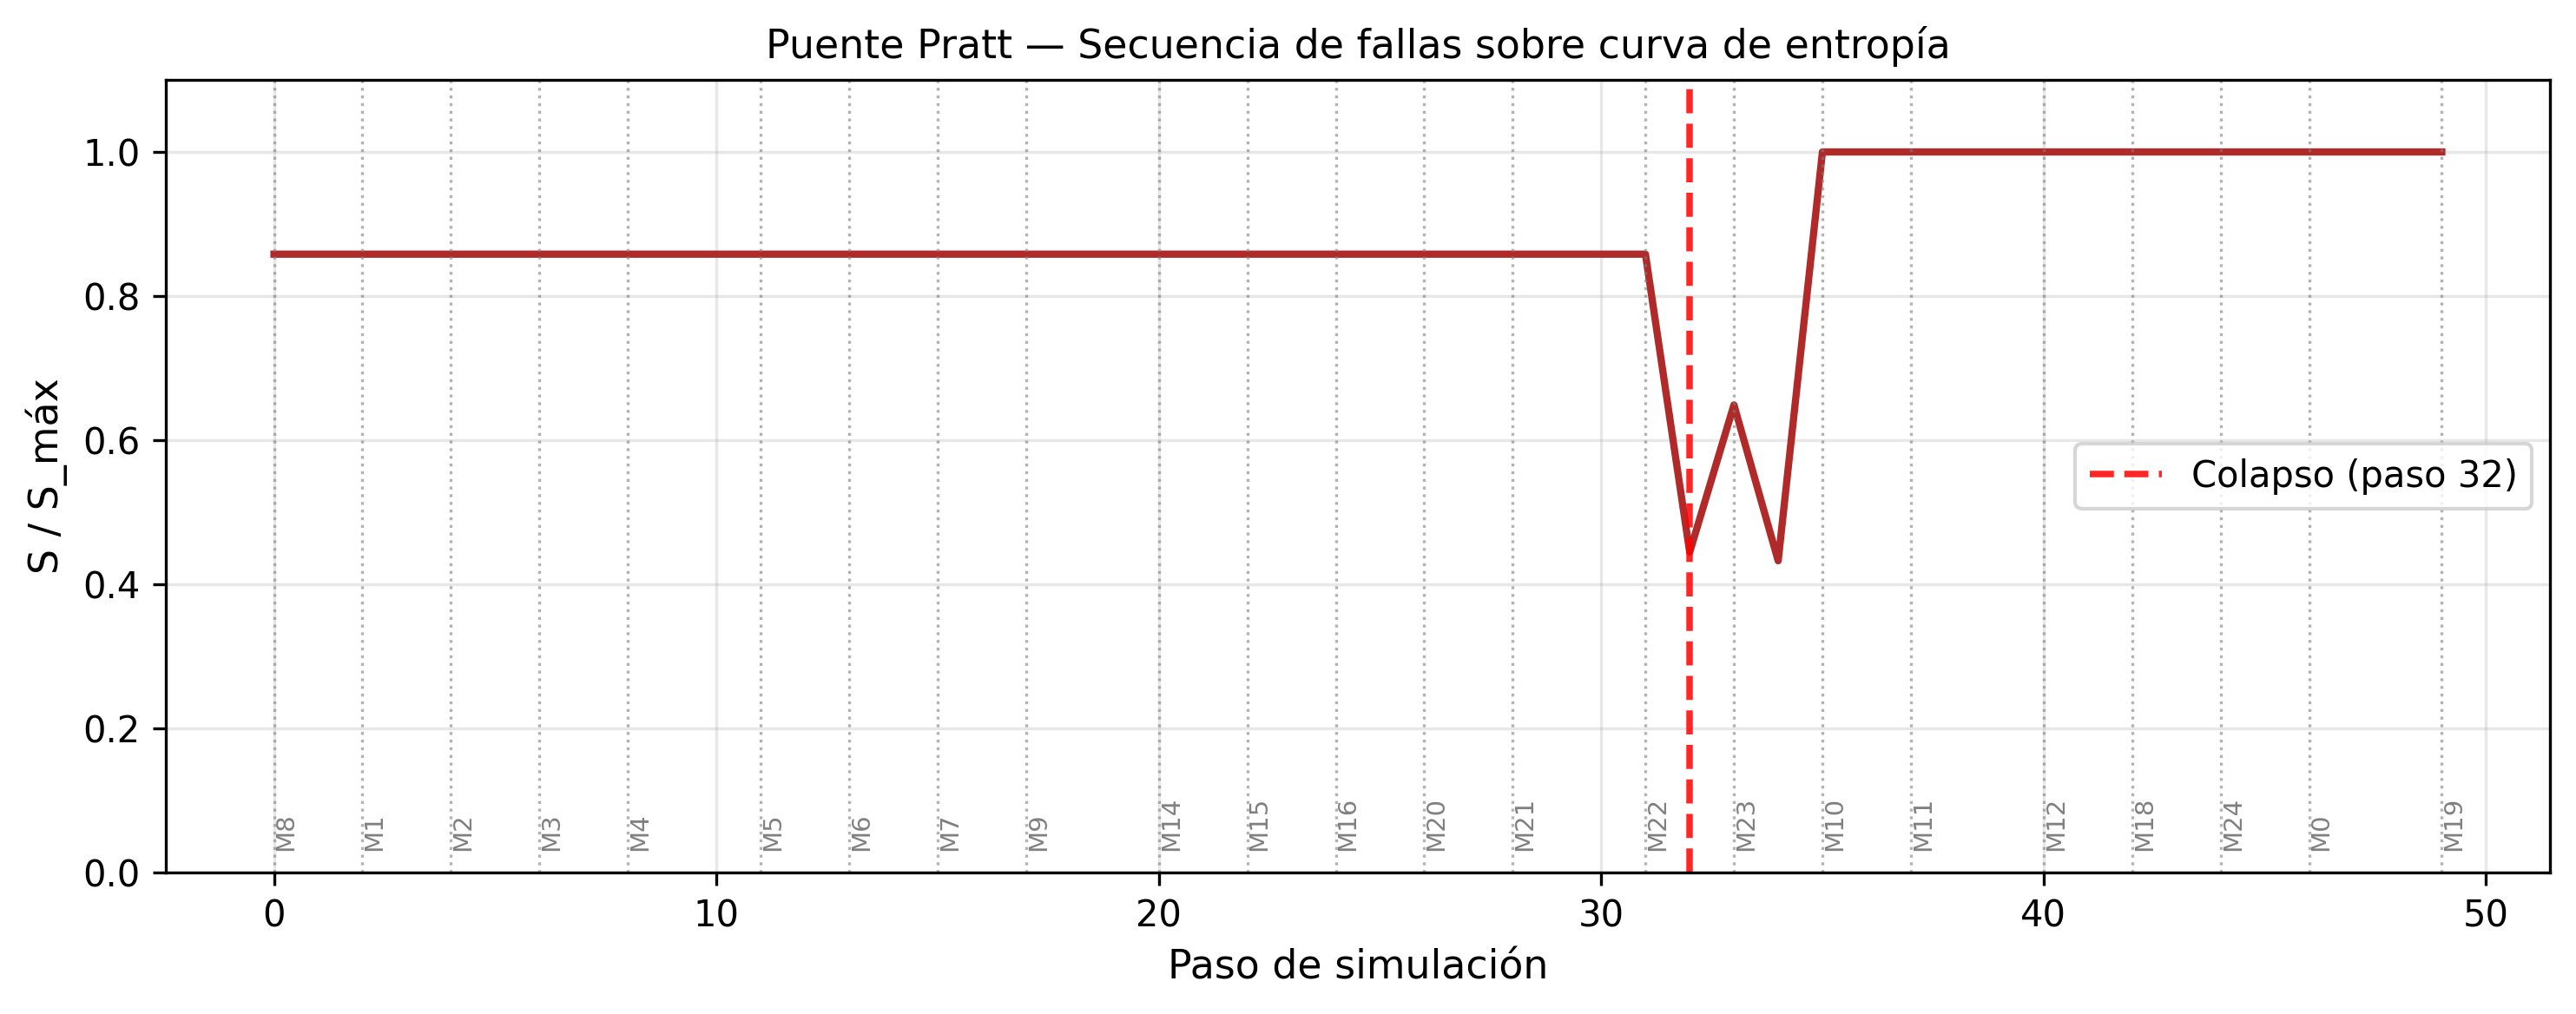 Puente Pratt — Secuencia de fallas sobre curva de entropía
S / S_máx
1.0
0.8
0.6
0.4
0.2
0.0
Colapso (paso 32)
M8 M1 M2 M3 M4 M5 M6 M7 M9 M14 M15 M16 M20 M21 M22 M23 M10 M11 M12 M18 M24 M0 M19
0 10 20 30 40 50
Paso de simulación